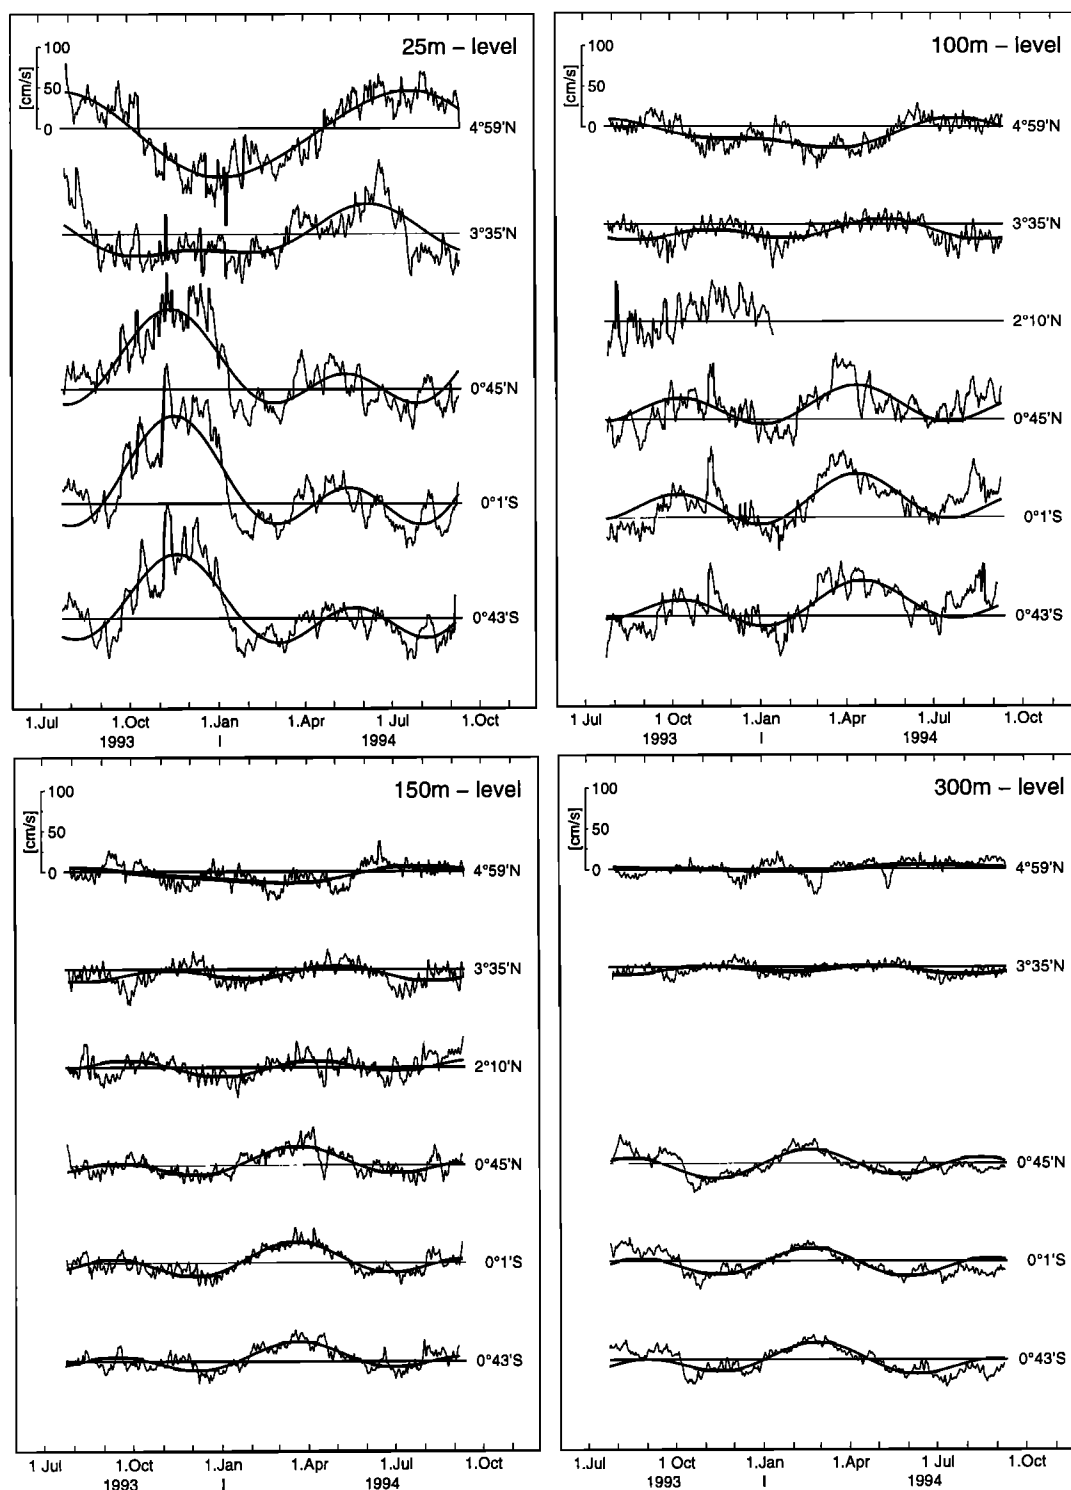 25m – level
100
50
0
[cm/s]
4°59'N
3°35'N
0°45'N
0°1'S
0°43'S
1.Jul 1.Oct 1.Jan 1.Apr 1.Jul 1.Oct
1993 1994
100m – level
100
50
0
[cm/s]
4°59'N
3°35'N
2°10'N
0°45'N
0°1'S
0°43'S
1.Jul 1.Oct 1.Jan 1.Apr 1.Jul 1.Oct
1993 1994
150m – level
100
50
0
[cm/s]
4°59'N
3°35'N
2°10'N
0°45'N
0°1'S
0°43'S
1.Jul 1.Oct 1.Jan 1.Apr 1.Jul 1.Oct
1993 1994
300m – level
100
50
0
[cm/s]
4°59'N
3°35'N
0°45'N
0°1'S
0°43'S
1.Jul 1.Oct 1.Jan 1.Apr 1.Jul 1.Oct
1993 1994